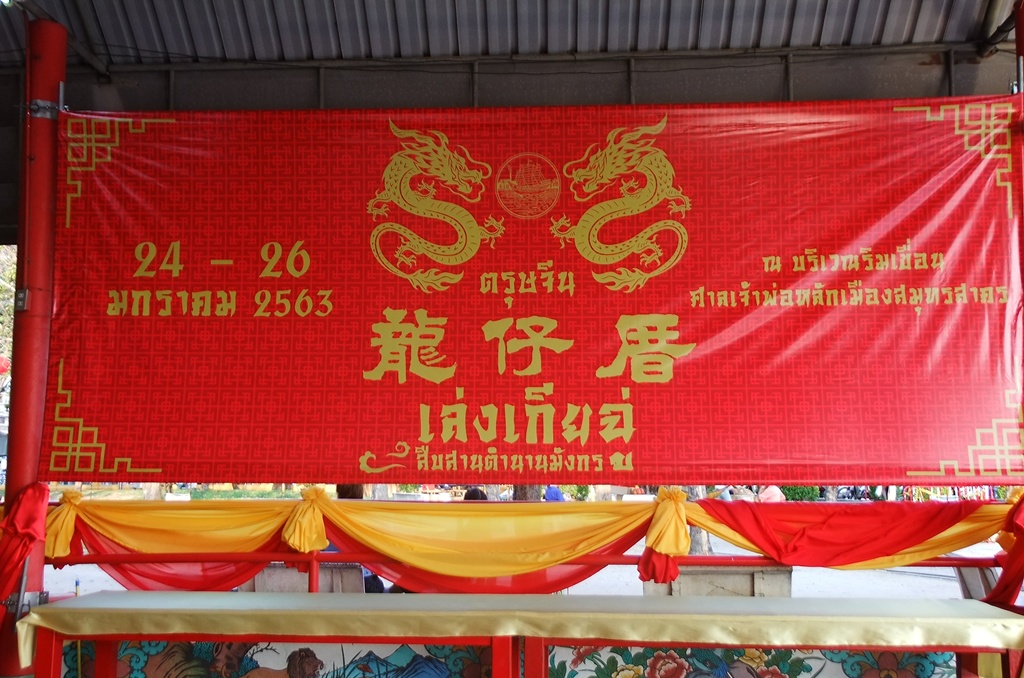 24 - 26
มกราคม 2563
ตรุษจีน
龍仔厝
เล่งเกียฉู่
สืบสานตำนานมังกร
ณ บริเวณริมเขื่อน
ศาลเจ้าพ่อหลักเมืองสมุทรสาคร